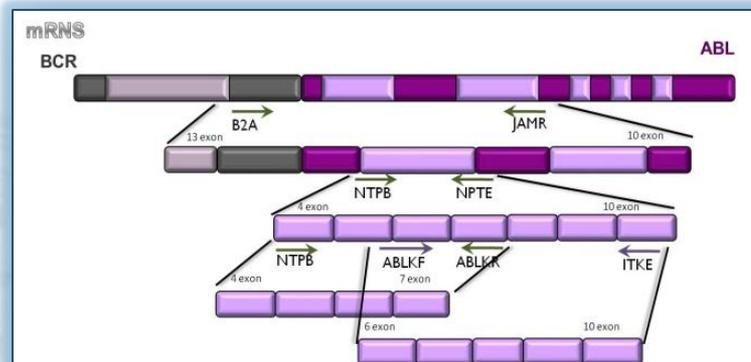 mRNS
BCR
ABL
B2A
JAMR
13 exon
10 exon
NTPB
NPTE
4 exon
10 exon
NTPB
ABLKF
ABLKR
ITKE
4 exon
7 exon
6 exon
10 exon